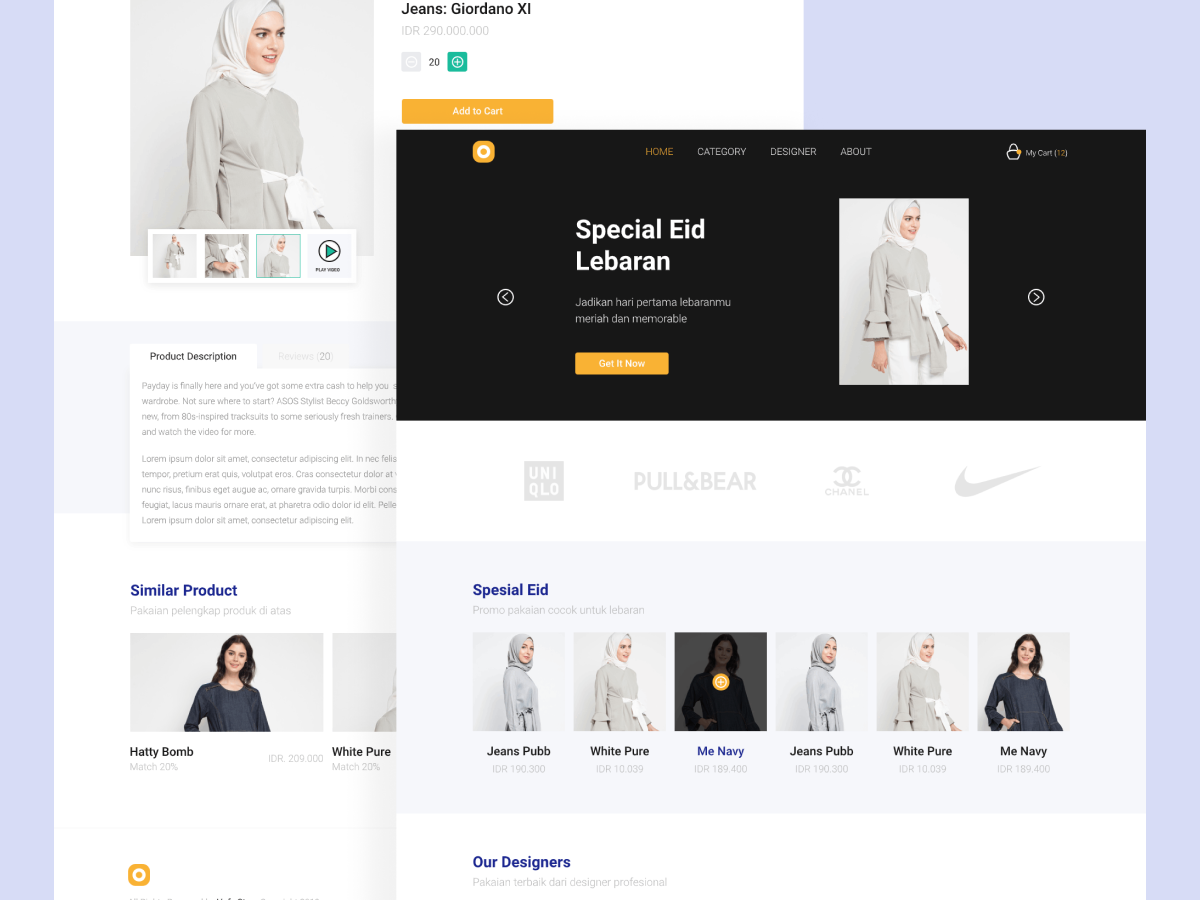 Jeans: Giordano XI
IDR 290.000.000
20
Add to Cart
PLAY VIDEO
Product Description
Reviews (20)
Payday is finally here and you've got some extra cash to help you
wardrobe. Not sure where to start? ASOS Stylist Beccy Goldsworth
new, from 80s-inspired tracksuits to some seriously fresh trainers.
and watch the video for more.
Lorem ipsum dolor sit amet, consectetur adipiscing elit. In nec felis
tempor, pretium erat quis, volutpat eros. Cras consectetur dolor at
nunc risus, finibus eget augue ac, ornare gravida turpis. Morbi cons
feugiat, lacus mauris ornare erat, at pharetra odio dolor id elit. Pelle
Lorem ipsum dolor sit amet, consectetur adipiscing elit.
Similar Product
Pakaian pelengkap produk di atas
Hatty Bomb
IDR. 209.000
Match 20%
White Pure
Match 20%
HOME CATEGORY DESIGNER ABOUT
My Cart (12)
Special Eid
Lebaran
Jadikan hari pertama lebaranmu
meriah dan memorable
Get It Now
UNI
QLO
PULL&BEAR
CHANEL
Spesial Eid
Promo pakaian cocok untuk lebaran
Jeans Pubb White Pure Me Navy Jeans Pubb White Pure Me Navy
IDR 190.300 IDR 10.039 IDR 189.400 IDR 190.300 IDR 10.039 IDR 189.400
Our Designers
Pakaian terbaik dari designer profesional